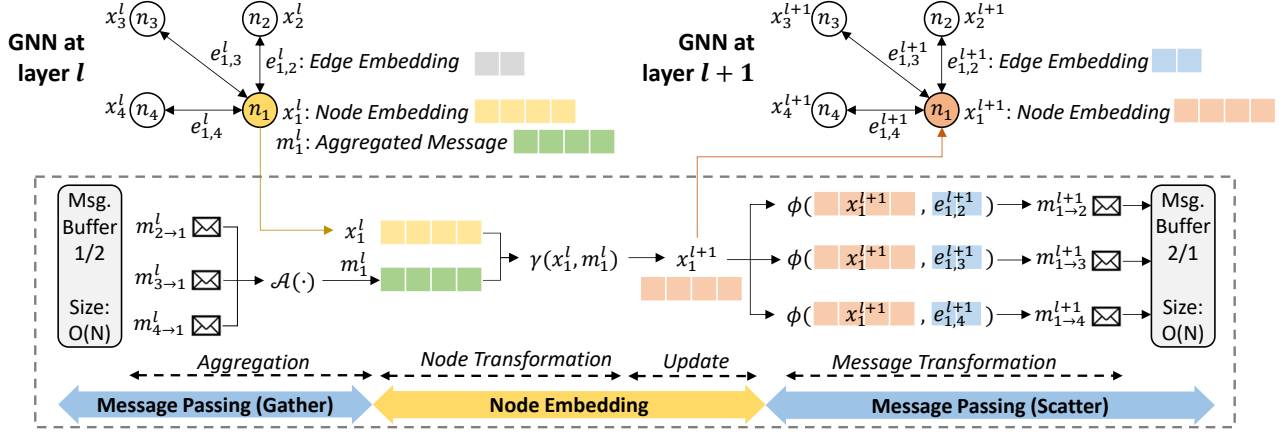 GNN at
layer l
x_3^l n_3
n_2 x_2^l
e_{1,3}^l
e_{1,2}^l: Edge Embedding
x_4^l n_4
e_{1,4}^l
n_1 x_1^l: Node Embedding
m_1^l: Aggregated Message
GNN at
layer l + 1
x_3^{l+1} n_3
n_2 x_2^{l+1}
e_{1,3}^{l+1}
e_{1,2}^{l+1}: Edge Embedding
x_4^{l+1} n_4
e_{1,4}^{l+1}
n_1 x_1^{l+1}: Node Embedding
Msg.
Buffer
1/2
Size:
O(N)
m_{2→1}^l
m_{3→1}^l
m_{4→1}^l
𝒜(·)
x_1^l
m_1^l
γ(x_1^l, m_1^l)
x_1^{l+1}
ϕ( x_1^{l+1} , e_{1,2}^{l+1} ) m_{1→2}^{l+1}
ϕ( x_1^{l+1} , e_{1,3}^{l+1} ) m_{1→3}^{l+1}
ϕ( x_1^{l+1} , e_{1,4}^{l+1} ) m_{1→4}^{l+1}
Msg.
Buffer
2/1
Size:
O(N)
Aggregation
Node Transformation
Update
Message Transformation
Message Passing (Gather)
Node Embedding
Message Passing (Scatter)